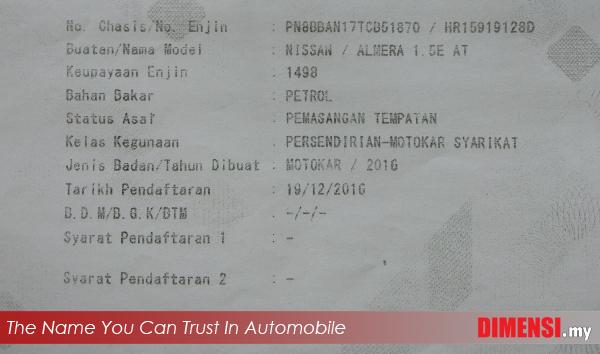 No. Chasis/No. Enjin : PN8BBAN17TCB51870 / HR15919128D
Buatan/Nama Model : NISSAN / ALMERA 1.5E AT
Keupayaan Enjin : 1498
Bahan Bakar : PETROL
Status Asal : PEMASANGAN TEMPATAN
Kelas Kegunaan : PERSENDIRIAN-MOTOKAR SYARIKAT
Jenis Badan/Tahun Dibuat : MOTOKAR / 2016
Tarikh Pendaftaran : 19/12/2016
B.D.M/B.G.K/BTM : -/-/-
Syarat Pendaftaran 1 : -
Syarat Pendaftaran 2 : -
The Name You Can Trust In Automobile
DIMENSI.my